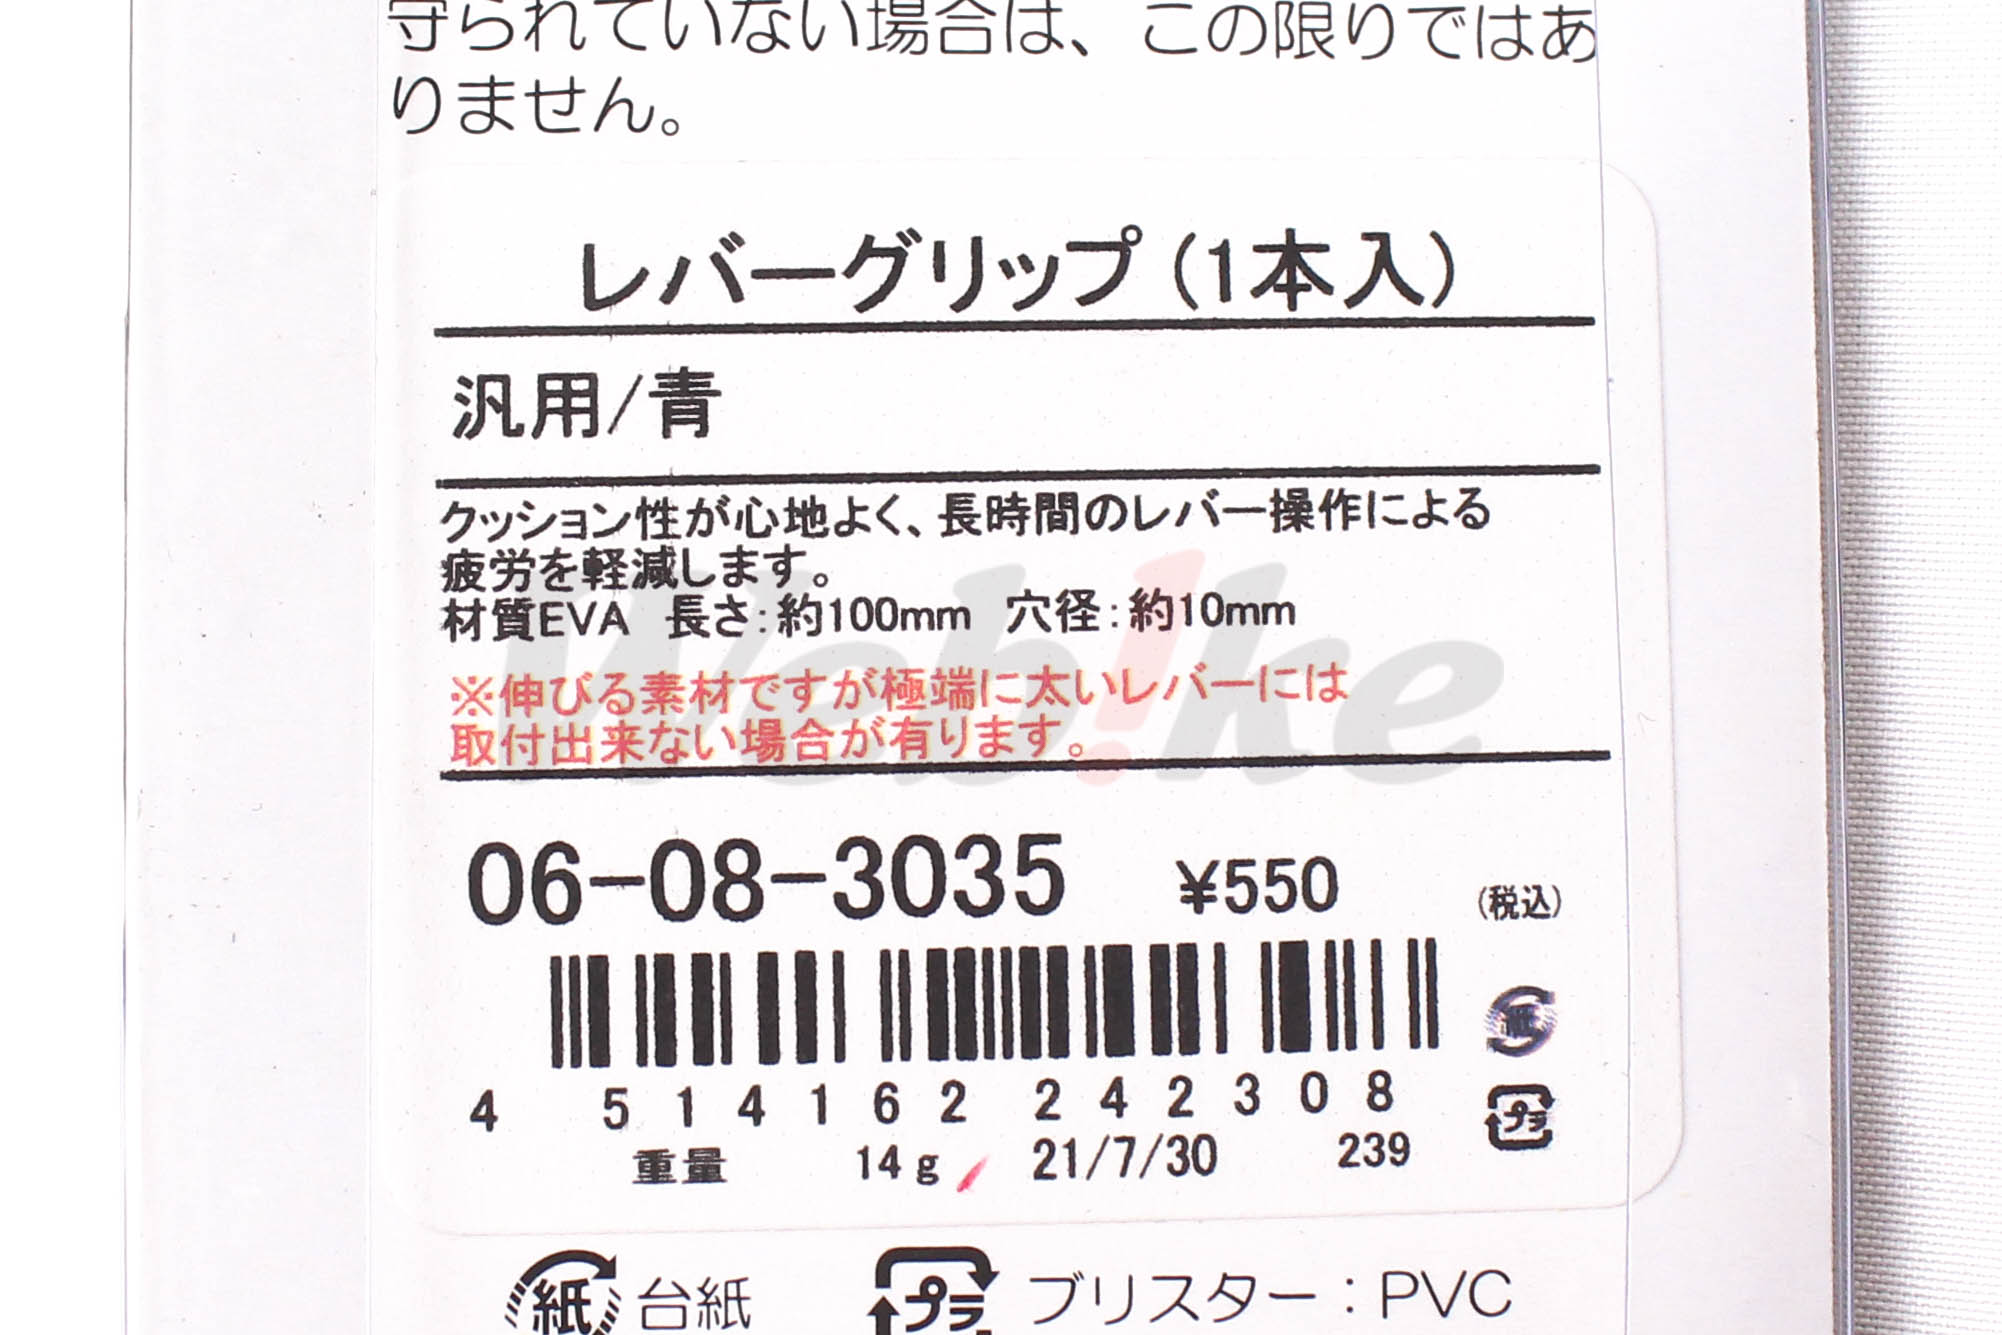 守られていない場合は、この限りではあ
りません。
レバーグリップ(1本入)
汎用/青
クッション性が心地よく、長時間のレバー操作による
疲労を軽減します。
材質EVA 長さ:約100mm 穴径:約10mm
※伸びる素材ですが極端に太いレバーには
取付出来ない場合が有ります。
Web!ke
06-08-3035 ¥550 (税込)
紙
4 514162 242308
プラ
重量 14g 21/7/30 239
紙 台紙 プラ ブリスター:PVC